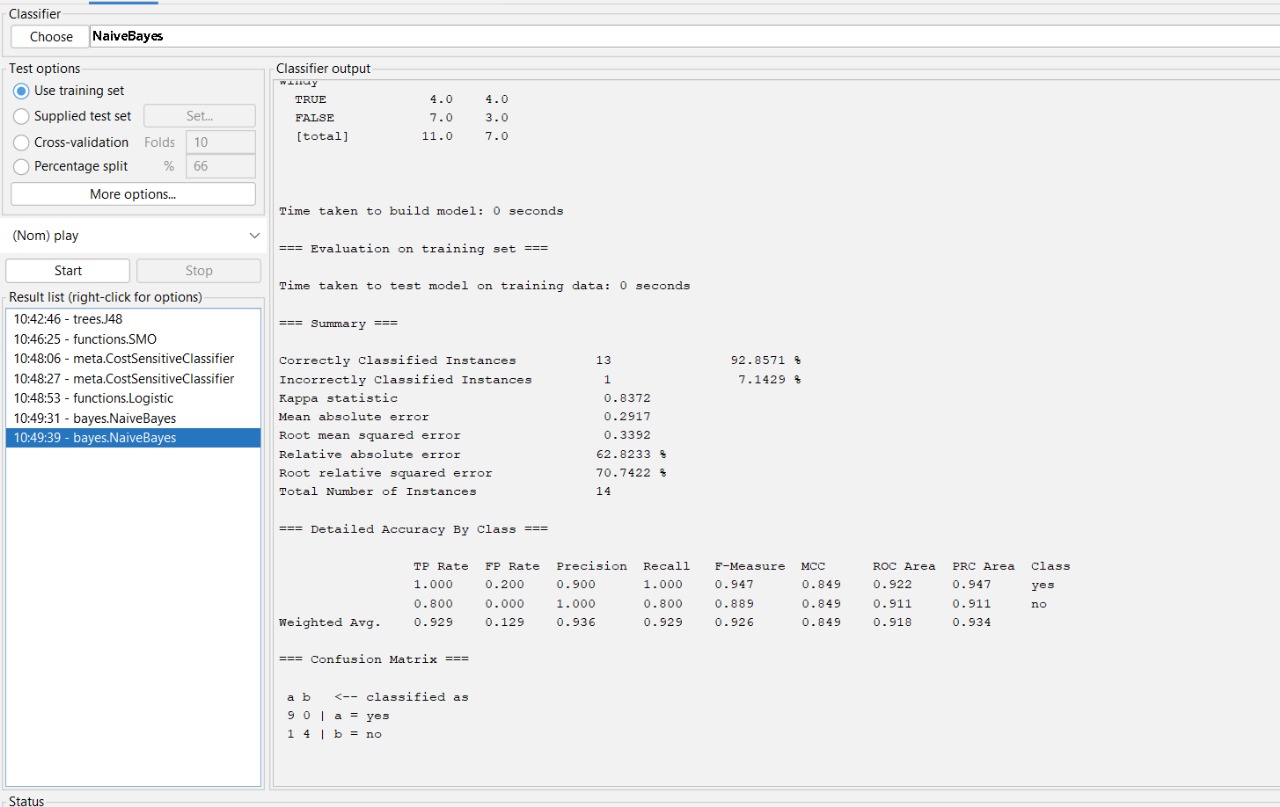 Classifier
Choose NaiveBayes
Test options
Use training set
Supplied test set Set...
Cross-validation Folds 10
Percentage split % 66
More options...
(Nom) play
Start Stop
Result list (right-click for options)
10:42:46 - trees.J48
10:46:25 - functions.SMO
10:48:06 - meta.CostSensitiveClassifier
10:48:27 - meta.CostSensitiveClassifier
10:48:53 - functions.Logistic
10:49:31 - bayes.NaiveBayes
10:49:39 - bayes.NaiveBayes
Classifier output
windy
TRUE 4.0 4.0
FALSE 7.0 3.0
[total] 11.0 7.0
Time taken to build model: 0 seconds
=== Evaluation on training set ===
Time taken to test model on training data: 0 seconds
=== Summary ===
Correctly Classified Instances 13 92.8571 %
Incorrectly Classified Instances 1 7.1429 %
Kappa statistic 0.8372
Mean absolute error 0.2917
Root mean squared error 0.3392
Relative absolute error 62.8233 %
Root relative squared error 70.7422 %
Total Number of Instances 14
=== Detailed Accuracy By Class ===
TP Rate FP Rate Precision Recall F-Measure MCC ROC Area PRC Area Class
1.000 0.200 0.900 1.000 0.947 0.849 0.922 0.947 yes
0.800 0.000 1.000 0.800 0.889 0.849 0.911 0.911 no
Weighted Avg. 0.929 0.129 0.936 0.929 0.926 0.849 0.918 0.934
=== Confusion Matrix ===
a b <-- classified as
9 0 | a = yes
1 4 | b = no
Status